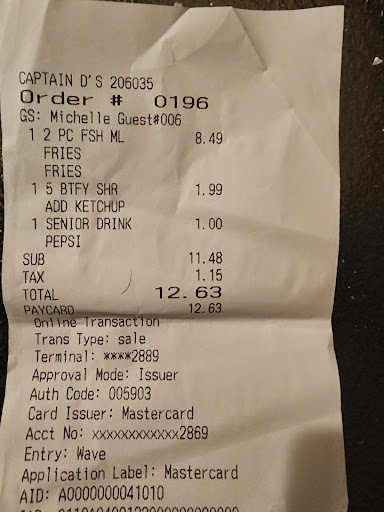 CAPTAIN D'S 206035
Order # 0196
GS: Michelle Guest#006
1 2 PC FSH ML 8.49
FRIES
FRIES
1 5 BTFY SHR 1.99
ADD KETCHUP
1 SENIOR DRINK 1.00
PEPSI
SUB 11.48
TAX 1.15
TOTAL 12.63
PAYCARD 12.63
Online Transaction
Trans Type: sale
Terminal: ****2889
Approval Mode: Issuer
Auth Code: 005903
Card Issuer: Mastercard
Acct No: xxxxxxxxxxxx2869
Entry: Wave
Application Label: Mastercard
AID: A0000000041010